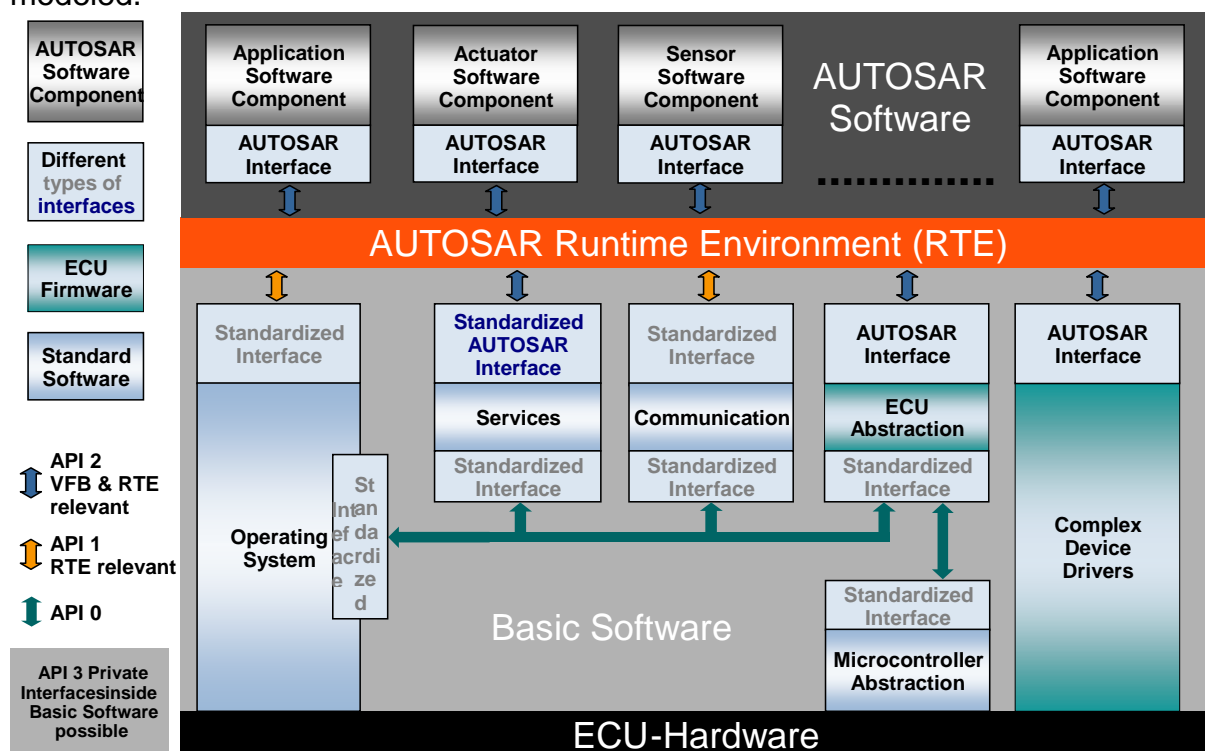 modeled.
AUTOSAR
Software
Component
Different
types of
interfaces
ECU
Firmware
Standard
Software
API 2
VFB & RTE
relevant
API 1
RTE relevant
API 0
API 3 Private
Interfacesinside
Basic Software
possible
Application
Software
Component
AUTOSAR
Interface
Actuator
Software
Component
AUTOSAR
Interface
Sensor
Software
Component
AUTOSAR
Interface
AUTOSAR
Software
................
Application
Software
Component
AUTOSAR
Interface
AUTOSAR Runtime Environment (RTE)
Standardized
Interface
Operating
System
Standardized
Interface
Standardized
AUTOSAR
Interface
Services
Standardized
Interface
Standardized
Interface
Communication
Standardized
Interface
AUTOSAR
Interface
ECU
Abstraction
Standardized
Interface
Standardized
Interface
Microcontroller
Abstraction
AUTOSAR
Interface
Complex
Device
Drivers
Basic Software
ECU-Hardware